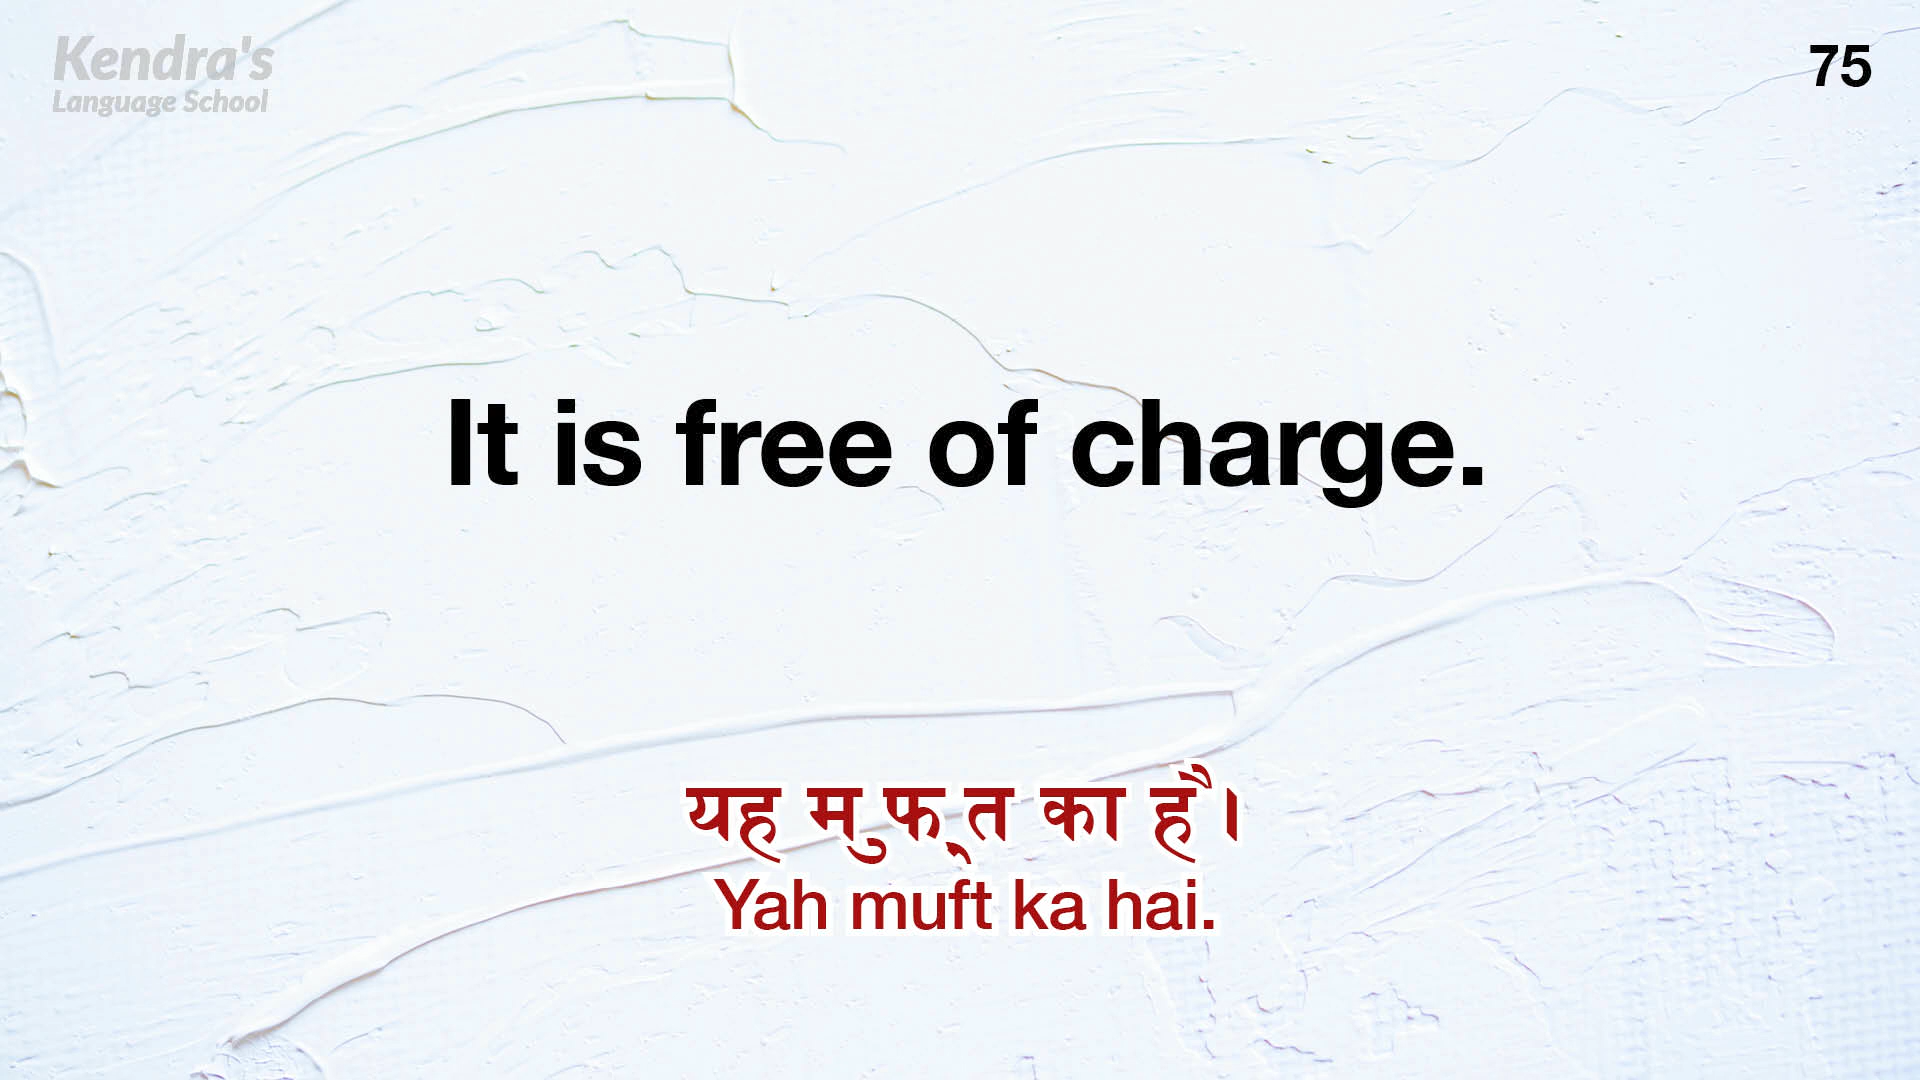 Kendra's
Language School
75
It is free of charge.
यह मुफ्त का है।
Yah muft ka hai.